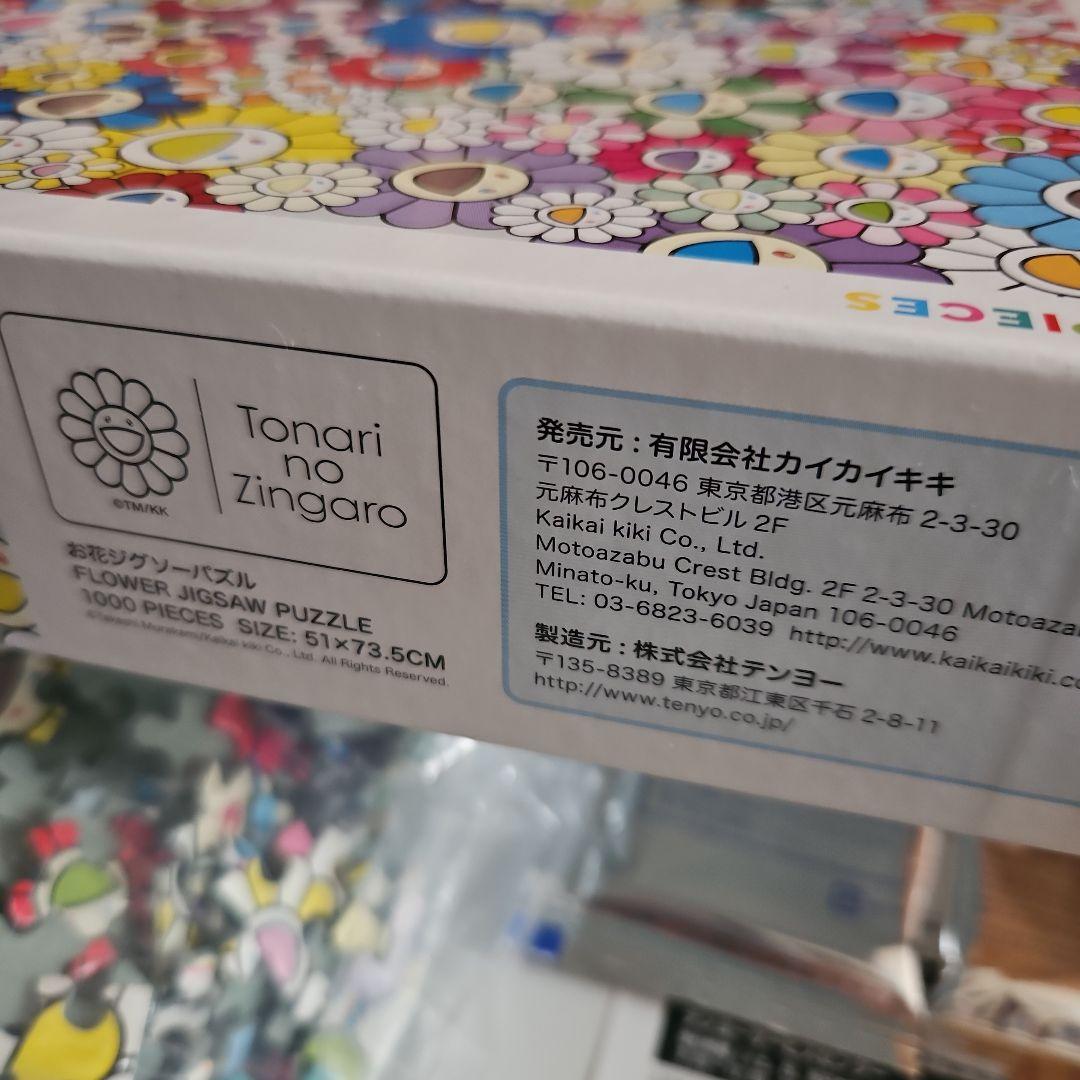 PIECES
Tonari
no
Zingaro
©TM/KK
お花ジグソーパズル
FLOWER JIGSAW PUZZLE
1000 PIECES SIZE: 51×73.5CM
©Takashi Murakami/Kaikai kiki Co., Ltd. All Rights Reserved.
発売元：有限会社カイカイキキ
〒106-0046 東京都港区元麻布 2-3-30
元麻布クレストビル 2F
Kaikai kiki Co., Ltd.
Motoazabu Crest Bldg. 2F 2-3-30 Motoaza
Minato-ku, Tokyo Japan 106-0046
TEL: 03-6823-6039 http://www.kaikaikiki.co
製造元：株式会社テンヨー
〒135-8389 東京都江東区千石 2-8-11
http://www.tenyo.co.jp/